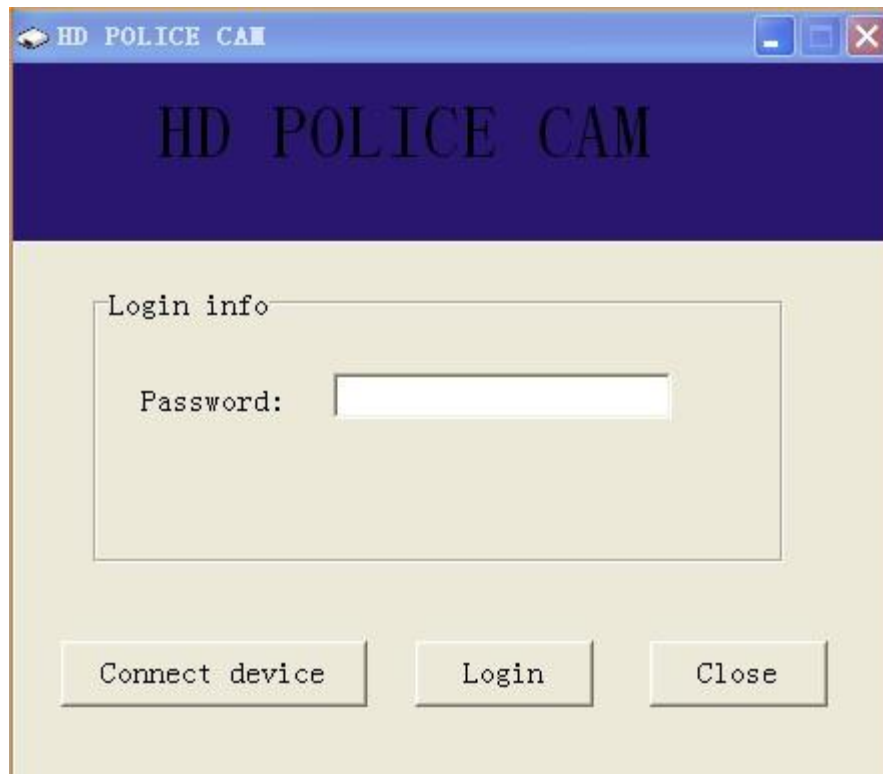 HD POLICE CAM
HD POLICE CAM
Login info
Password:
Connect device Login Close